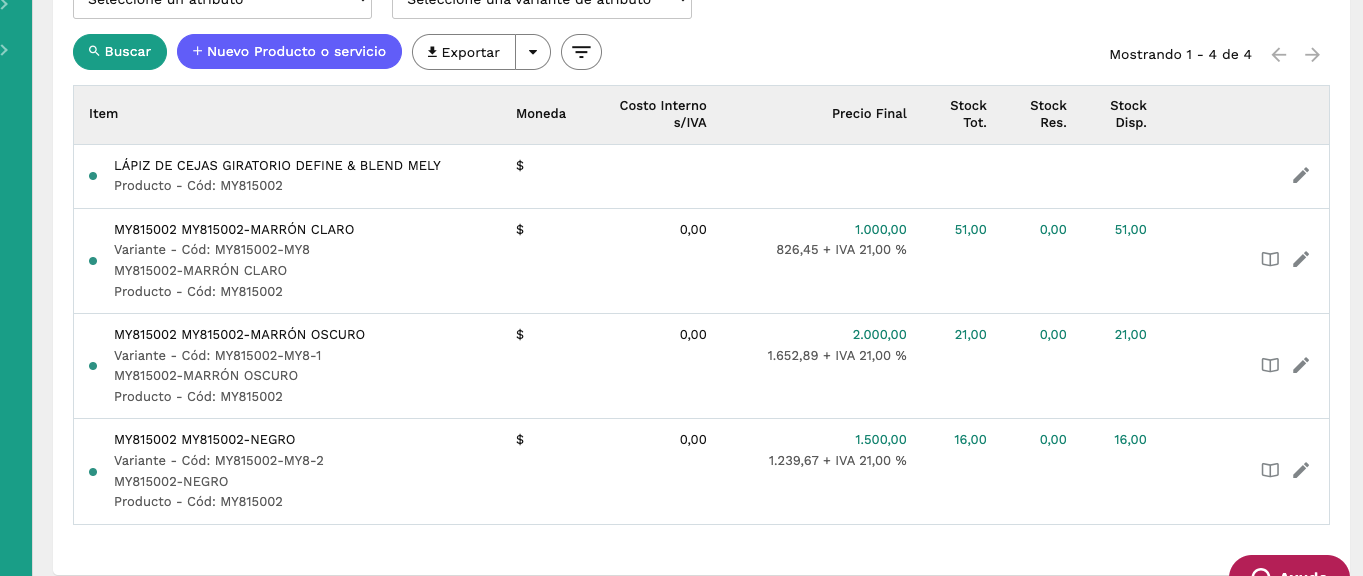 Seleccione un atributo
Seleccione una variante de atributo
Buscar
+ Nuevo Producto o servicio
Exportar
Mostrando 1 - 4 de 4
Item
Moneda
Costo Interno
s/IVA
Precio Final
Stock
Tot.
Stock
Res.
Stock
Disp.
LÁPIZ DE CEJAS GIRATORIO DEFINE & BLEND MELY
$
Producto - Cód: MY815002
MY815002 MY815002-MARRÓN CLARO
$
0,00
1.000,00
51,00
0,00
51,00
Variante - Cód: MY815002-MY8
826,45 + IVA 21,00 %
MY815002-MARRÓN CLARO
Producto - Cód: MY815002
MY815002 MY815002-MARRÓN OSCURO
$
0,00
2.000,00
21,00
0,00
21,00
Variante - Cód: MY815002-MY8-1
1.652,89 + IVA 21,00 %
MY815002-MARRÓN OSCURO
Producto - Cód: MY815002
MY815002 MY815002-NEGRO
$
0,00
1.500,00
16,00
0,00
16,00
Variante - Cód: MY815002-MY8-2
1.239,67 + IVA 21,00 %
MY815002-NEGRO
Producto - Cód: MY815002
Ayuda